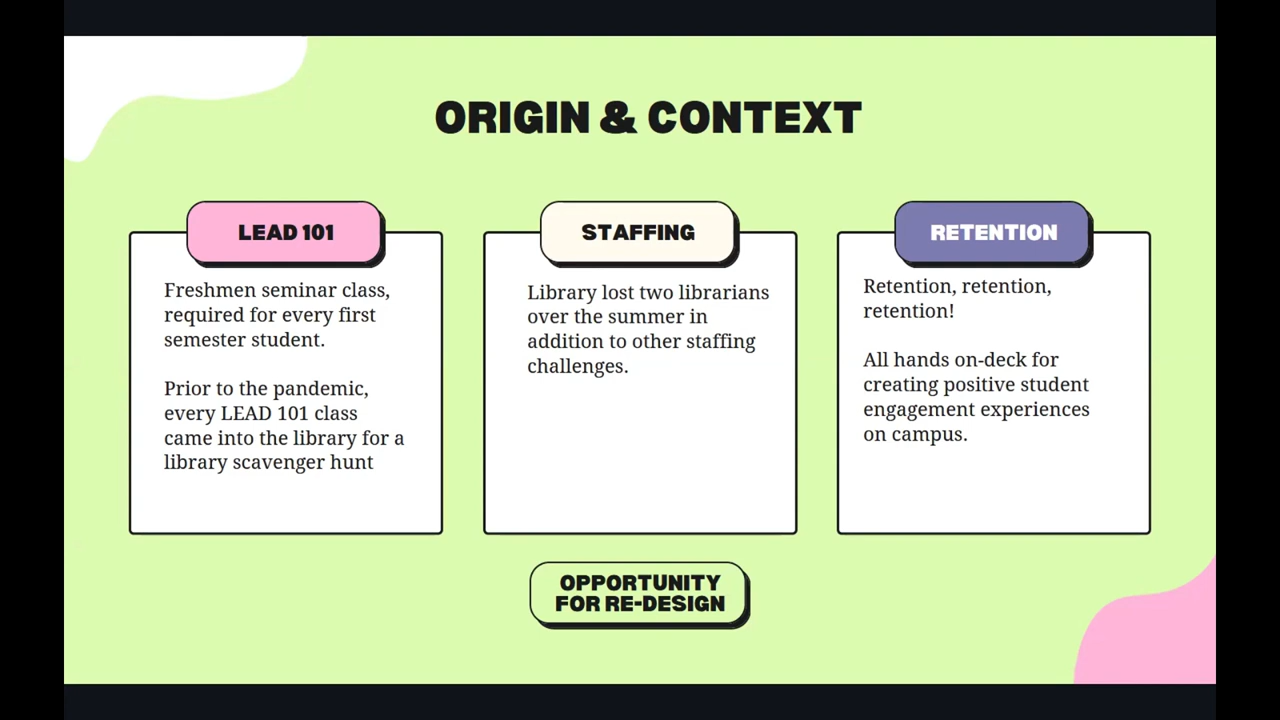 ORIGIN & CONTEXT
LEAD 101
Freshmen seminar class,
required for every first
semester student.
Prior to the pandemic,
every LEAD 101 class
came into the library for a
library scavenger hunt
STAFFING
Library lost two librarians
over the summer in
addition to other staffing
challenges.
RETENTION
Retention, retention,
retention!
All hands on-deck for
creating positive student
engagement experiences
on campus.
OPPORTUNITY
FOR RE-DESIGN